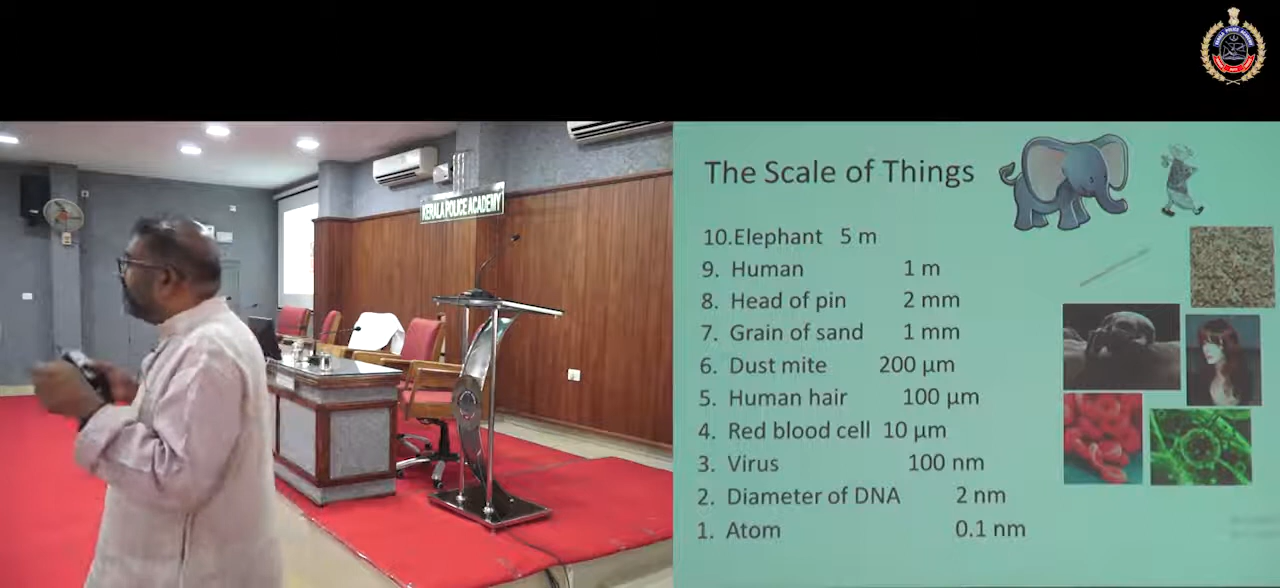 KERALA POLICE ACADEMY
The Scale of Things
10.Elephant 5 m
9. Human 1 m
8. Head of pin 2 mm
7. Grain of sand 1 mm
6. Dust mite 200 µm
5. Human hair 100 µm
4. Red blood cell 10 µm
3. Virus 100 nm
2. Diameter of DNA 2 nm
1. Atom 0.1 nm